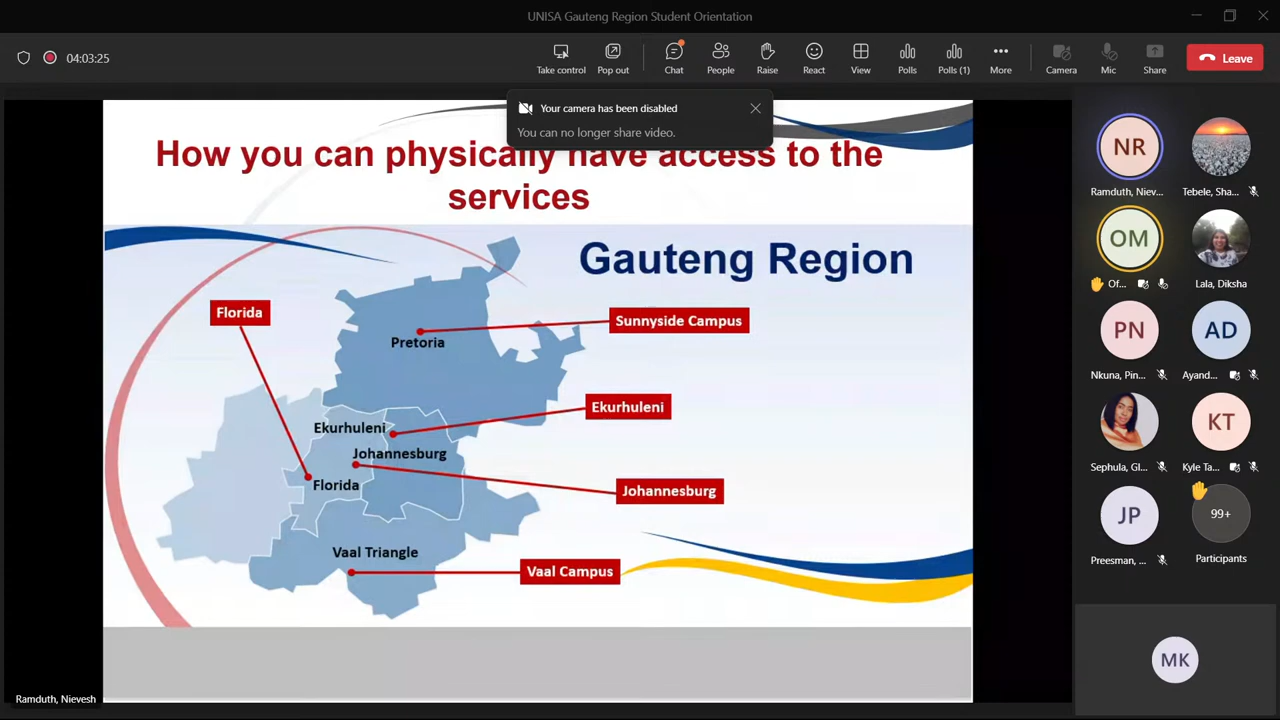 UNISA Gauteng Region Student Orientation
04:03:25
Take control
Pop out
Chat
People
Raise
React
View
Polls
Polls (1)
More
Camera
Mic
Share
Leave
Your camera has been disabled
You can no longer share video.
How you can physically have access to the
services
Gauteng Region
Florida
Sunnyside Campus
Pretoria
Ekurhuleni
Ekurhuleni
Johannesburg
Florida
Johannesburg
Vaal Triangle
Vaal Campus
NR
Ramduth, Niev...
Tebele, Sha...
OM
Of...
Lala, Diksha
PN
Nkuna, Pin...
AD
Ayand...
Sephula, Gl...
KT
Kyle Ta...
JP
Preesman, ...
99+
Participants
MK
Ramduth, Nievesh